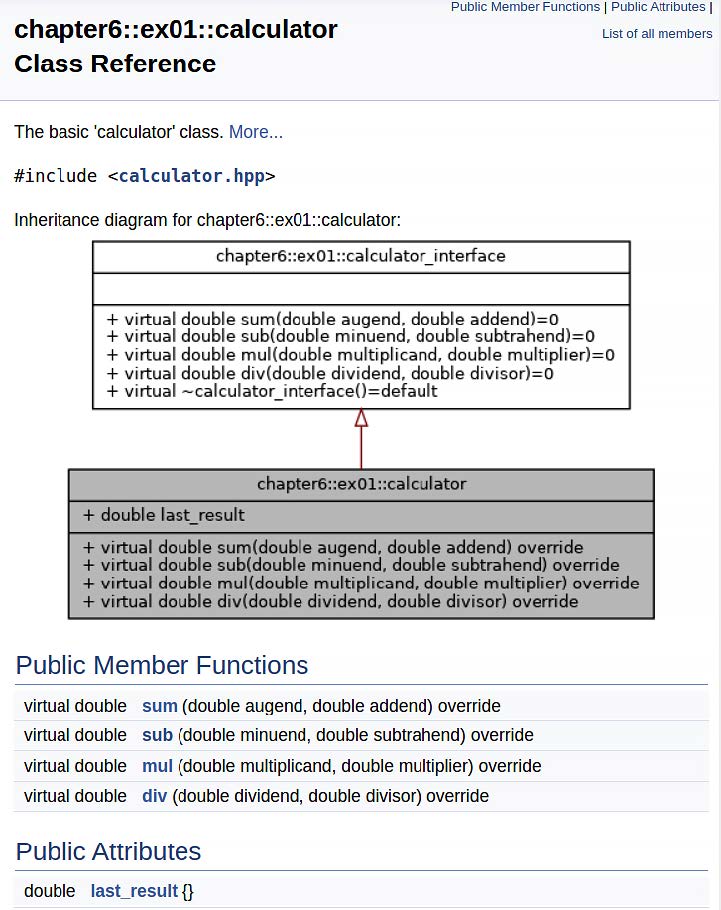 Public Member Functions | Public Attributes |
List of all members
chapter6::ex01::calculator
Class Reference
The basic 'calculator' class. More...
#include <calculator.hpp>
Inheritance diagram for chapter6::ex01::calculator:
chapter6::ex01::calculator_interface
+ virtual double sum(double augend, double addend)=0
+ virtual double sub(double minuend, double subtrahend)=0
+ virtual double mul(double multiplicand, double multiplier)=0
+ virtual double div(double dividend, double divisor)=0
+ virtual ~calculator_interface()=default
chapter6::ex01::calculator
+ double last_result
+ virtual double sum(double augend, double addend) override
+ virtual double sub(double minuend, double subtrahend) override
+ virtual double mul(double multiplicand, double multiplier) override
+ virtual double div(double dividend, double divisor) override
Public Member Functions
virtual double sum (double augend, double addend) override
virtual double sub (double minuend, double subtrahend) override
virtual double mul (double multiplicand, double multiplier) override
virtual double div (double dividend, double divisor) override
Public Attributes
double last_result {}